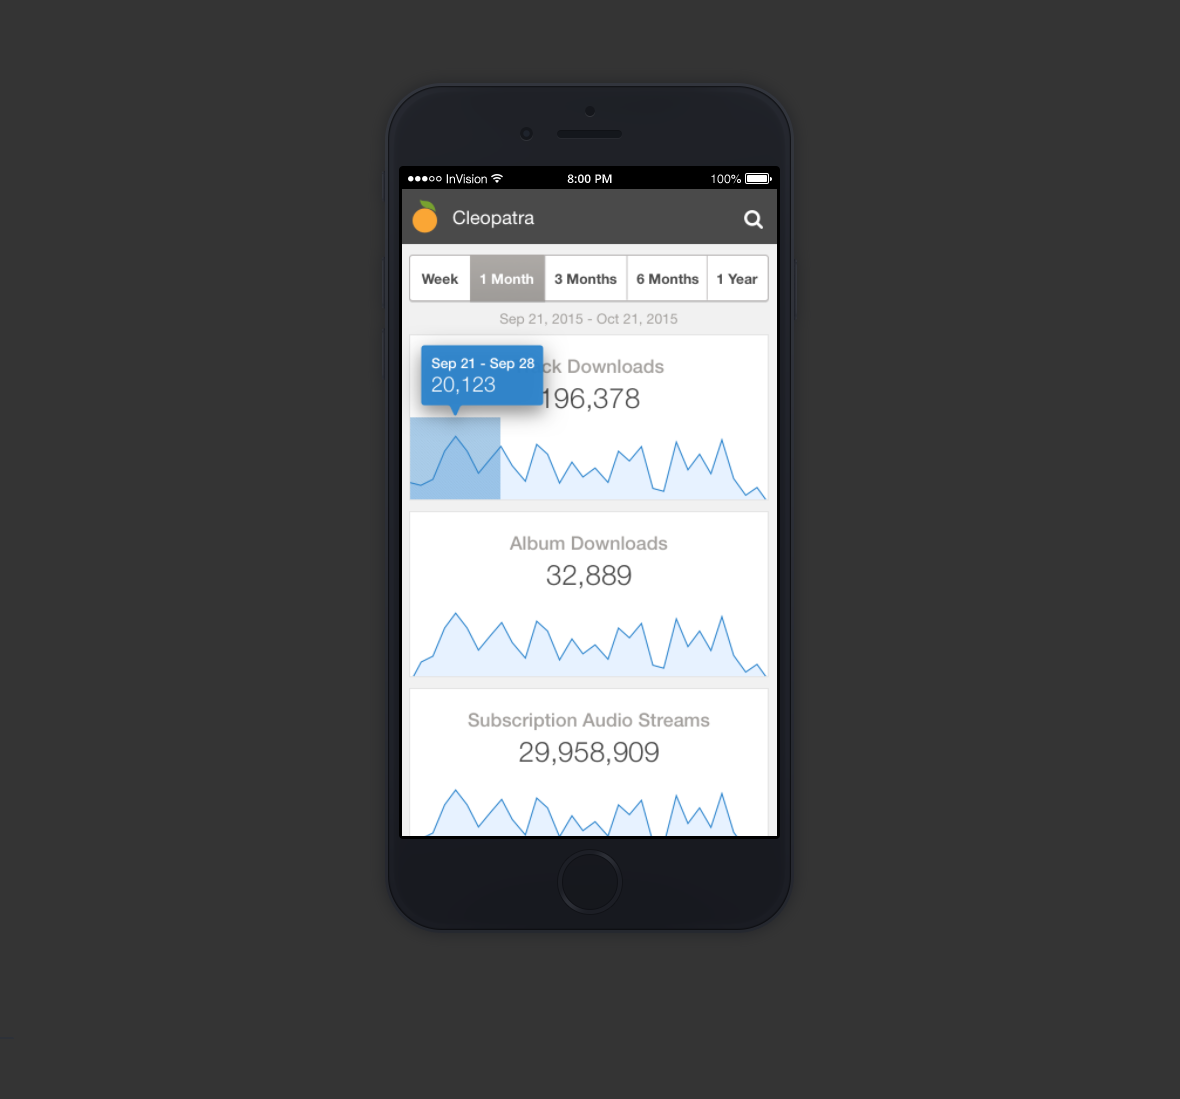 InVision 8:00 PM 100%
Cleopatra
Week 1 Month 3 Months 6 Months 1 Year
Sep 21, 2015 - Oct 21, 2015
Sep 21 - Sep 28
20,123
ck Downloads
196,378
Album Downloads
32,889
Subscription Audio Streams
29,958,909